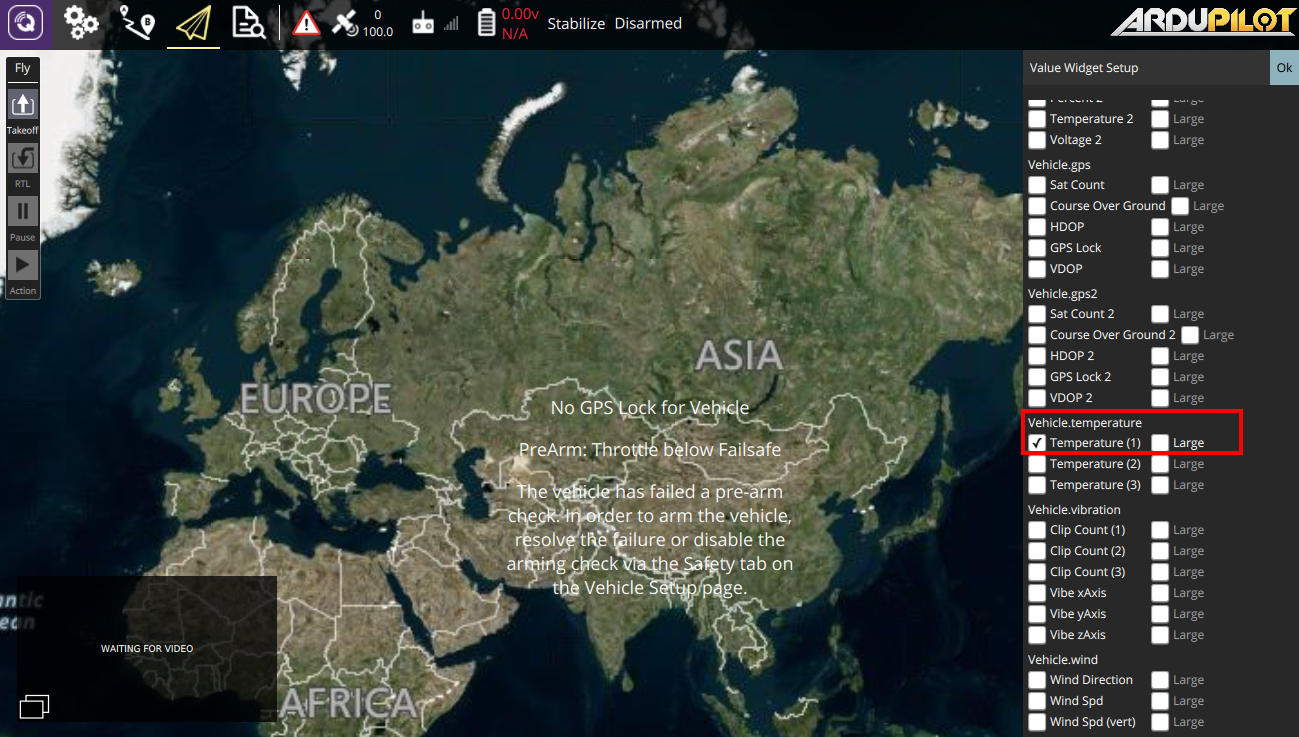 0
100.0
0.00v
N/A
Stabilize Disarmed
ARDUPILOT
Fly
Takeoff
RTL
Pause
Action
EUROPE
ASIA
AFRICA
antic
ean
No GPS Lock for Vehicle
PreArm: Throttle below Failsafe
The vehicle has failed a pre-arm
check. In order to arm the vehicle,
resolve the failure or disable the
arming check via the Safety tab on
the Vehicle Setup page.
WAITING FOR VIDEO
Value Widget Setup Ok
Percent 2 Large
Temperature 2 Large
Voltage 2 Large
Vehicle.gps
Sat Count Large
Course Over Ground Large
HDOP Large
GPS Lock Large
VDOP Large
Vehicle.gps2
Sat Count 2 Large
Course Over Ground 2 Large
HDOP 2 Large
GPS Lock 2 Large
VDOP 2 Large
Vehicle.temperature
Temperature (1) Large
Temperature (2) Large
Temperature (3) Large
Vehicle.vibration
Clip Count (1) Large
Clip Count (2) Large
Clip Count (3) Large
Vibe xAxis Large
Vibe yAxis Large
Vibe zAxis Large
Vehicle.wind
Wind Direction Large
Wind Spd Large
Wind Spd (vert) Large